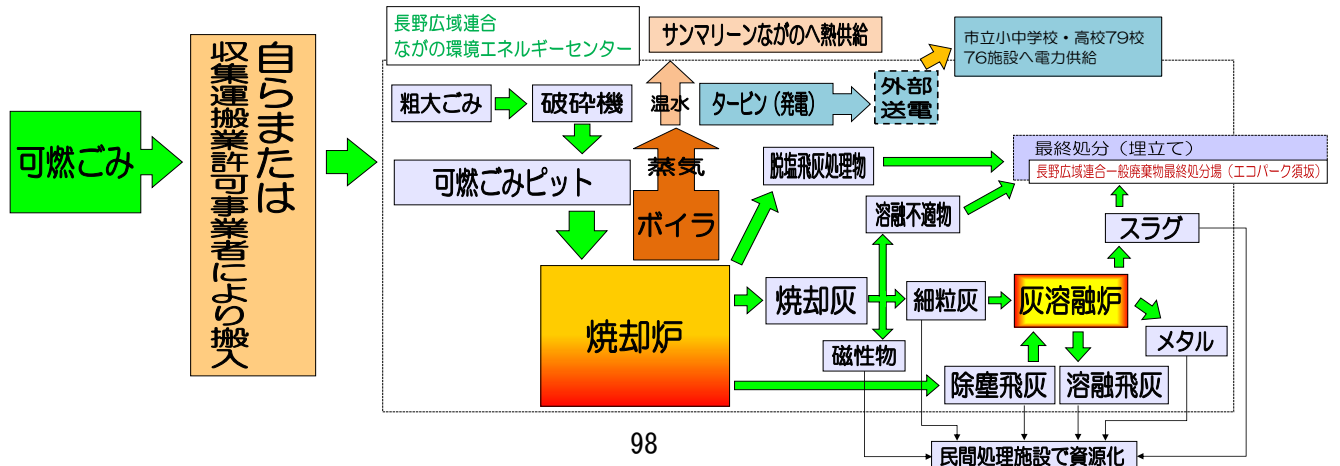 可燃ごみ
自らまたは
収集運搬業許可事業者により搬入
長野広域連合
ながの環境エネルギーセンター
サンマリーンながのへ熱供給
市立小中学校・高校79校
76施設へ電力供給
粗大ごみ
破砕機
温水
タービン(発電)
外部
送電
可燃ごみピット
蒸気
ボイラ
脱塩飛灰処理物
最終処分(埋立て)
長野広域連合一般廃棄物最終処分場(エコパーク須坂)
溶融不適物
スラグ
焼却炉
焼却灰
細粒灰
灰溶融炉
磁性物
メタル
除塵飛灰
溶融飛灰
98
民間処理施設で資源化